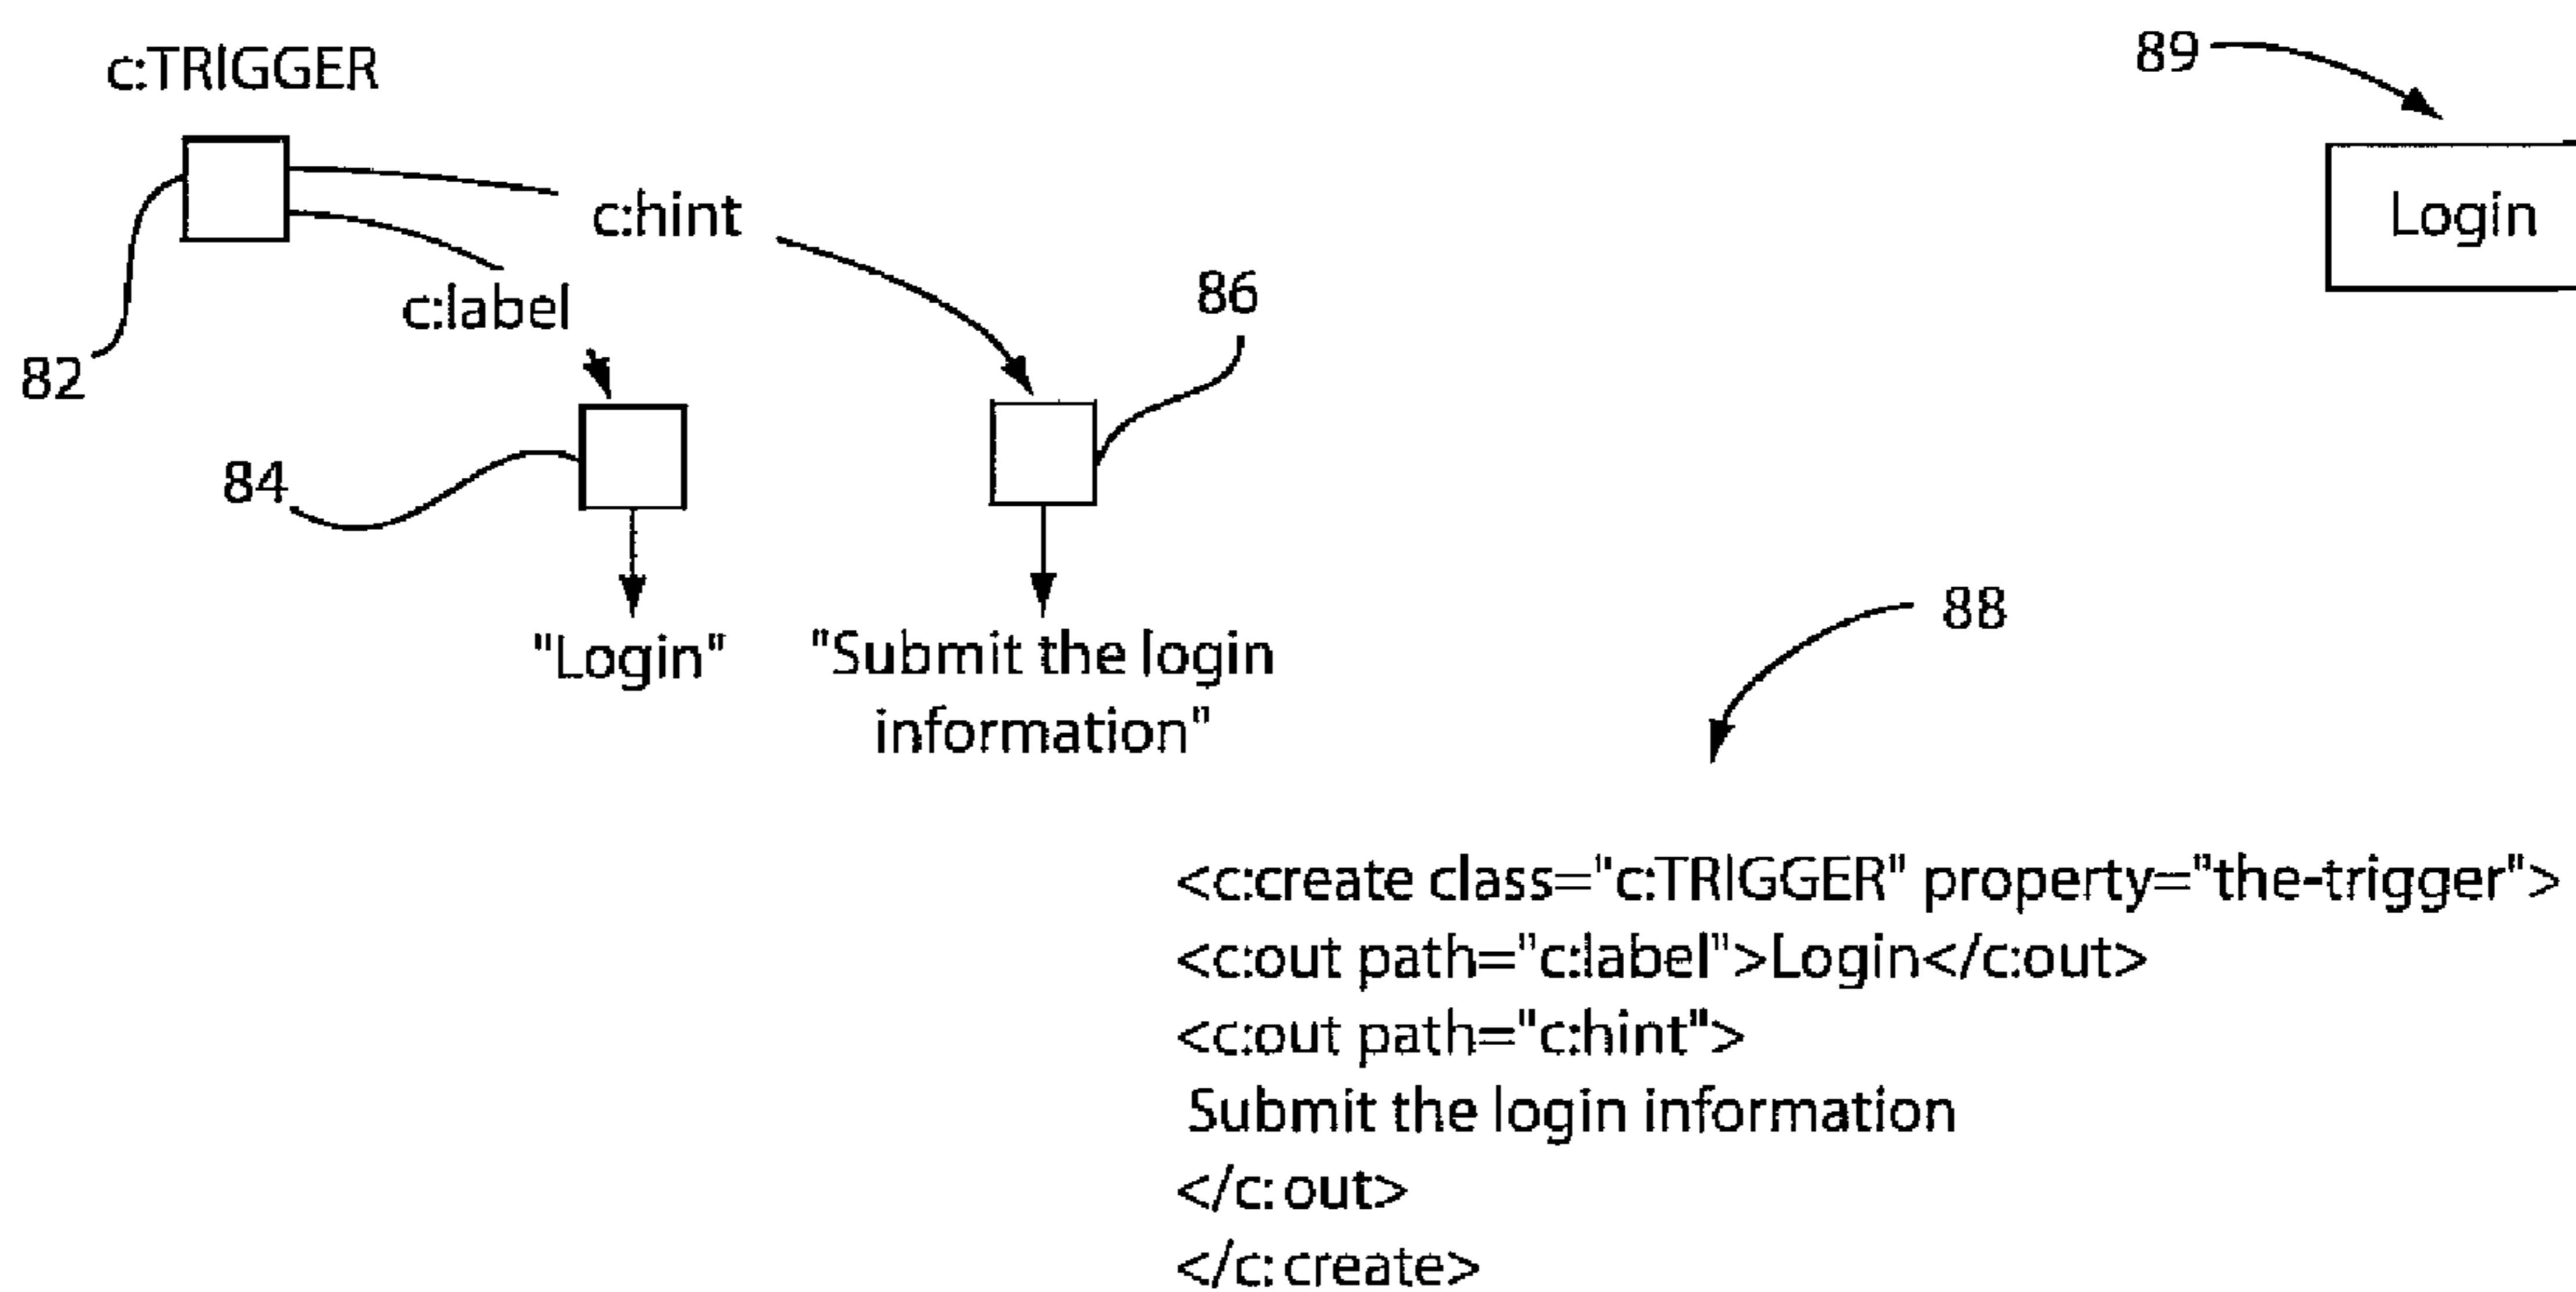 c:TRIGGER
89
c:hint
Login
c:label
86
82
84
"Login"
"Submit the login
information"
88
<c:create class="c:TRIGGER" property="the-trigger">
<c:out path="c:label">Login</c:out>
<c:out path="c:hint">
Submit the login information
</c: out>
</c: create>